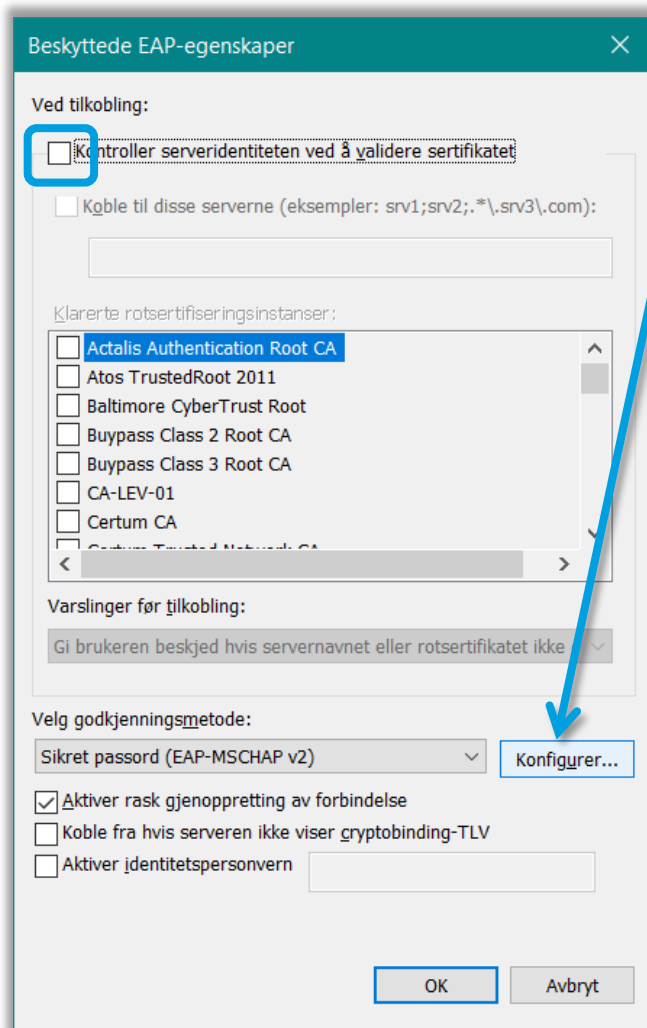 Beskyttede EAP-egenskaper
Ved tilkobling:
Kontroller serveridentiteten ved å validere sertifikatet
Koble til disse serverne (eksempler: srv1;srv2;.*\.srv3\.com):
Klarerte rotsertifiseringsinstanser:
Actalis Authentication Root CA
Atos TrustedRoot 2011
Baltimore CyberTrust Root
Buypass Class 2 Root CA
Buypass Class 3 Root CA
CA-LEV-01
Certum CA
Certum Trusted Network CA
Varslinger før tilkobling:
Gi brukeren beskjed hvis servernavnet eller rotsertifikatet ikke
Velg godkjenningsmetode:
Sikret passord (EAP-MSCHAP v2)
Konfigurer...
Aktiver rask gjenoppretting av forbindelse
Koble fra hvis serveren ikke viser cryptobinding-TLV
Aktiver identitetspersonvern
OK
Avbryt